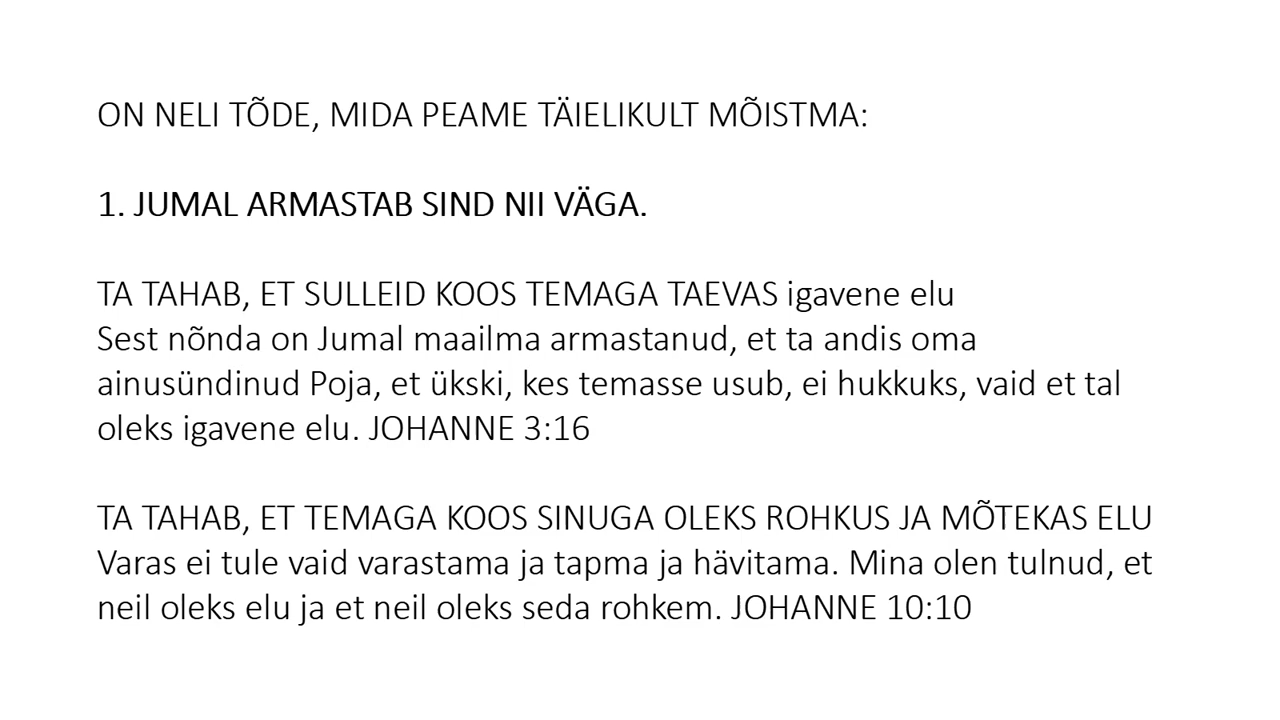 ON NELI TÕDE, MIDA PEAME TÄIELIKULT MÕISTMA:
1. JUMAL ARMASTAB SIND NII VÄGA.
TA TAHAB, ET SULLEID KOOS TEMAGA TAEVAS igavene elu
Sest nõnda on Jumal maailma armastanud, et ta andis oma
ainusündinud Poja, et ükski, kes temasse usub, ei hukkuks, vaid et tal
oleks igavene elu. JOHANNE 3:16
TA TAHAB, ET TEMAGA KOOS SINUGA OLEKS ROHKUS JA MÕTEKAS ELU
Varas ei tule vaid varastama ja tapma ja hävitama. Mina olen tulnud, et
neil oleks elu ja et neil oleks seda rohkem. JOHANNE 10:10